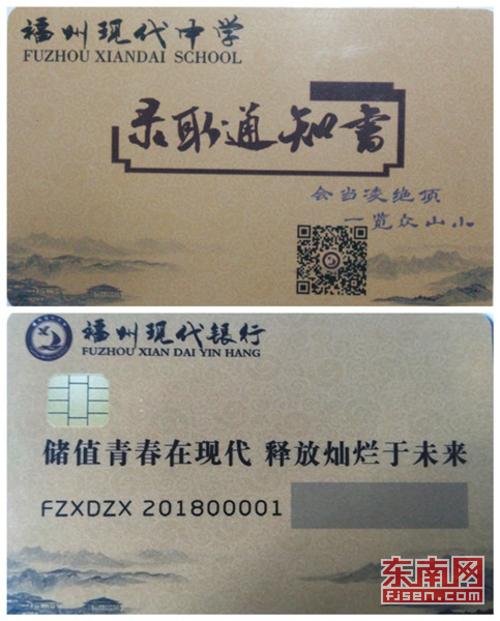 福州现代中学
FUZHOU XIANDAI SCHOOL
录取通知书
会当凌绝顶
一览众山小
福州现代银行
FUZHOU XIAN DAI YIN HANG
储值青春在现代 释放灿烂于未来
FZXDZX 201800001
东南网
fjsen.com